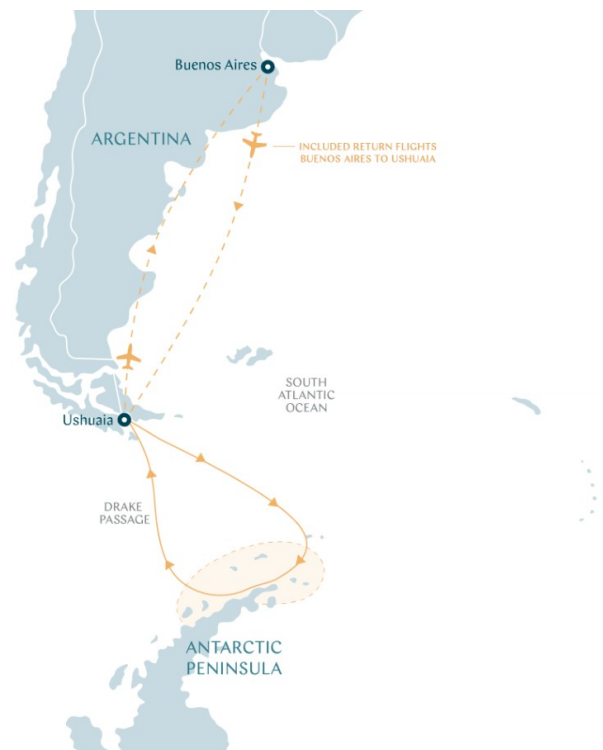 Buenos Aires
ARGENTINA
INCLUDED RETURN FLIGHTS
BUENOS AIRES TO USHUAIA
SOUTH
ATLANTIC
OCEAN
Ushuaia
DRAKE
PASSAGE
ANTARCTIC
PENINSULA